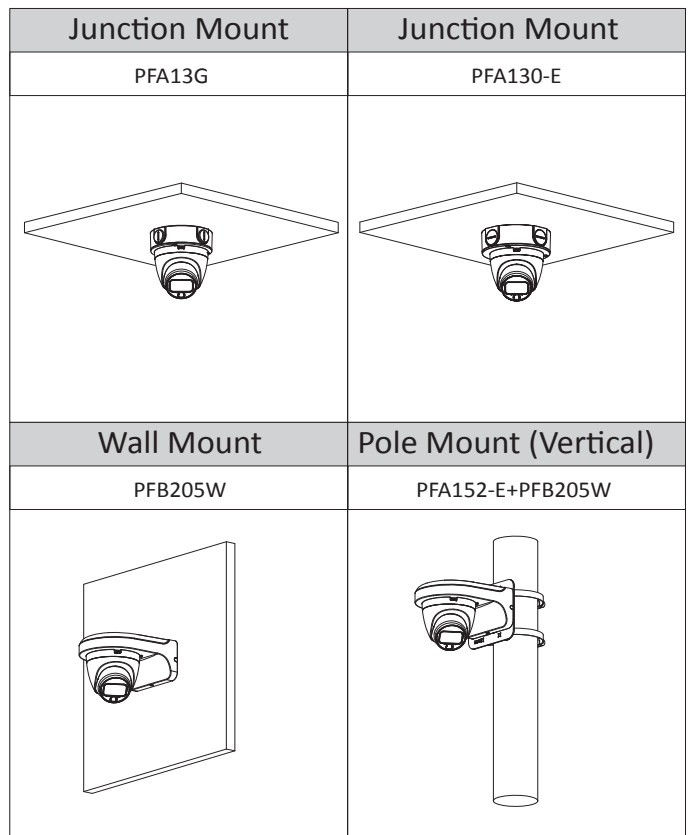 Junction Mount
Junction Mount
PFA13G
PFA130-E
Wall Mount
Pole Mount (Vertical)
PFB205W
PFA152-E+PFB205W